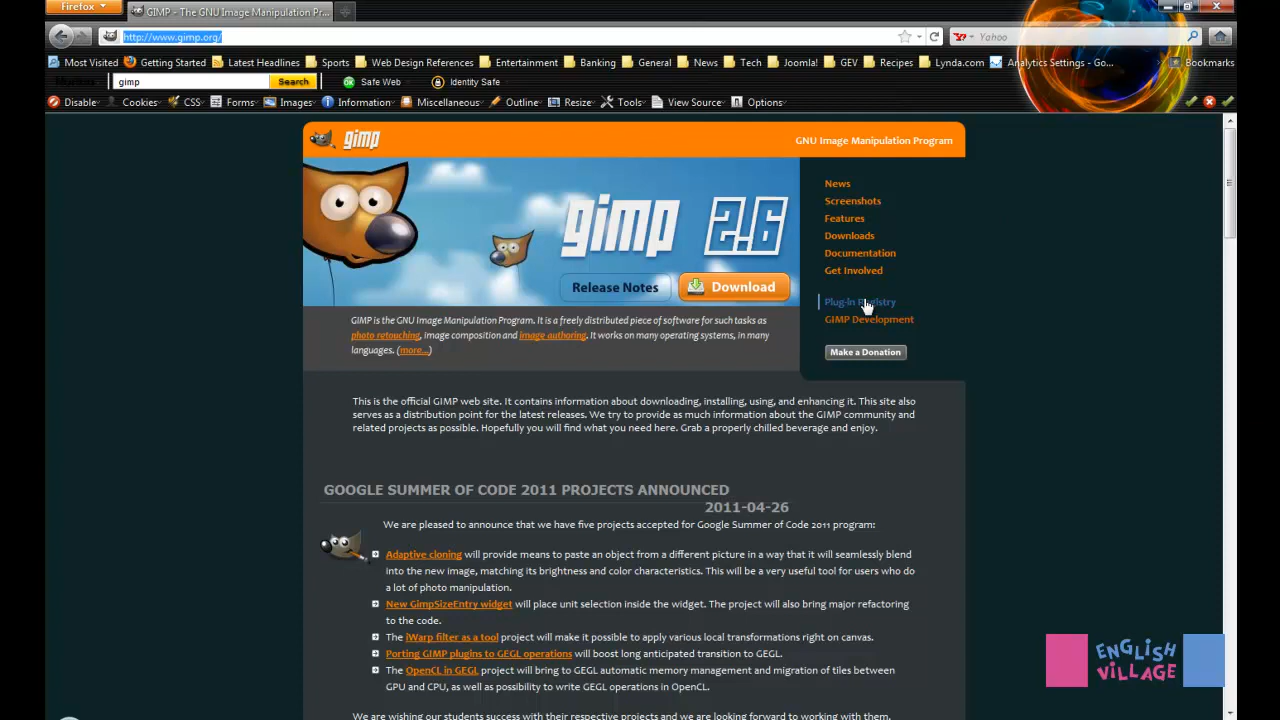 Firefox
GIMP - The GNU Image Manipulation Pr...
http://www.gimp.org/
Yahoo
Most Visited Getting Started Latest Headlines Sports Web Design References Entertainment Banking General News Tech Joomla! GEV Recipes Lynda.com Analytics Settings - Go... Bookmarks
gimp Search Safe Web Identity Safe
Disable Cookies CSS Forms Images Information Miscellaneous Outline Resize Tools View Source Options
gimp GNU Image Manipulation Program
gimp 2.6
Release Notes Download
News
Screenshots
Features
Downloads
Documentation
Get Involved
Plug-in Registry
GIMP Development
Make a Donation
GIMP is the GNU Image Manipulation Program. It is a freely distributed piece of software for such tasks as
photo retouching, image composition and image authoring. It works on many operating systems, in many
languages. (more...)
This is the official GIMP web site. It contains information about downloading, installing, using, and enhancing it. This site also
serves as a distribution point for the latest releases. We try to provide as much information about the GIMP community and
related projects as possible. Hopefully you will find what you need here. Grab a properly chilled beverage and enjoy.
GOOGLE SUMMER OF CODE 2011 PROJECTS ANNOUNCED
2011-04-26
We are pleased to announce that we have five projects accepted for Google Summer of Code 2011 program:
Adaptive cloning will provide means to paste an object from a different picture in a way that it will seamlessly blend
into the new image, matching its brightness and color characteristics. This will be a very useful tool for users who do
a lot of photo manipulation.
New GimpSizeEntry widget will place unit selection inside the widget. The project will also bring major refactoring
to the code.
The iWarp filter as a tool project will make it possible to apply various local transformations right on canvas.
Porting GIMP plugins to GEGL operations will boost long anticipated transition to GEGL.
The OpenCL in GEGL project will bring to GEGL automatic memory management and migration of tiles between
GPU and CPU, as well as possibility to write GEGL operations in OpenCL.
We are wishing our students success with their respective projects and we are looking forward to working with them.
ENGLISH
VILLAGE